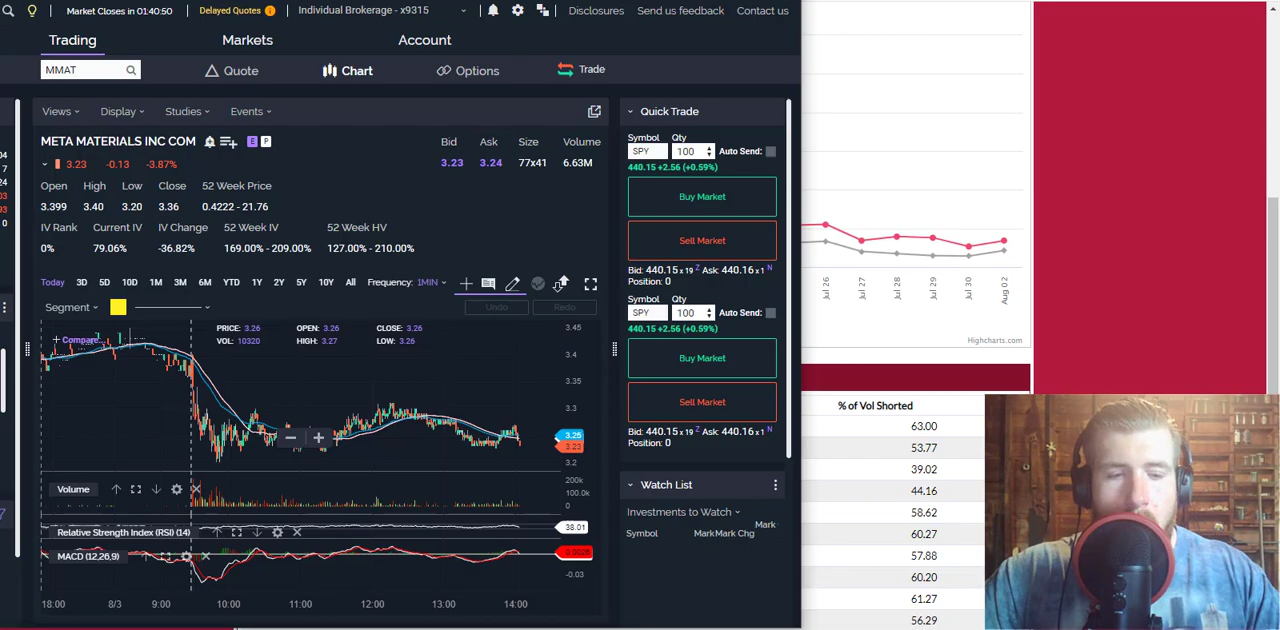 Market Closes in 01:40:50
Delayed Quotes
Individual Brokerage - x9315
Disclosures
Send us feedback
Contact us
Trading
Markets
Account
MMAT
Quote
Chart
Options
Trade
Views
Display
Studies
Events
META MATERIALS INC COM
E
P
Bid Ask Size Volume
3.23 3.24 77x41 6.63M
3.23 -0.13 -3.87%
Open High Low Close 52 Week Price
3.399 3.40 3.20 3.36 0.4222 - 21.76
IV Rank Current IV IV Change 52 Week IV 52 Week HV
0% 79.06% -36.82% 169.00% - 209.00% 127.00% - 210.00%
Today 3D 5D 10D 1M 3M 6M YTD 1Y 2Y 5Y 10Y All Frequency: 1MIN
Segment
Undo
Redo
Compare...
PRICE: 3.26 OPEN: 3.26 CLOSE: 3.26
VOL: 10320 HIGH: 3.27 LOW: 3.26
3.45
3.4
3.35
3.3
3.25
3.23
3.2
Volume
200k
100.0k
0
Relative Strength Index (RSI) (14)
38.01
MACD (12,26,9)
-0.03
18:00 8/3 9:00 10:00 11:00 12:00 13:00 14:00
04
7
24
03
93
0
Quick Trade
Symbol Qty
SPY 100 Auto Send:
440.15 +2.56 (+0.59%)
Buy Market
Sell Market
Bid: 440.15 x 19 Z Ask: 440.16 x 1 N
Position: 0
Symbol Qty
SPY 100 Auto Send:
440.15 +2.56 (+0.59%)
Buy Market
Sell Market
Bid: 440.15 x 19 Z Ask: 440.16 x 1 N
Position: 0
Watch List
Investments to Watch
Symbol MarkMark Chg Mark
Jul 26
Jul 27
Jul 28
Jul 29
Jul 30
Aug 02
Highcharts.com
% of Vol Shorted
63.00
53.77
39.02
44.16
58.62
60.27
57.88
60.20
61.27
56.29